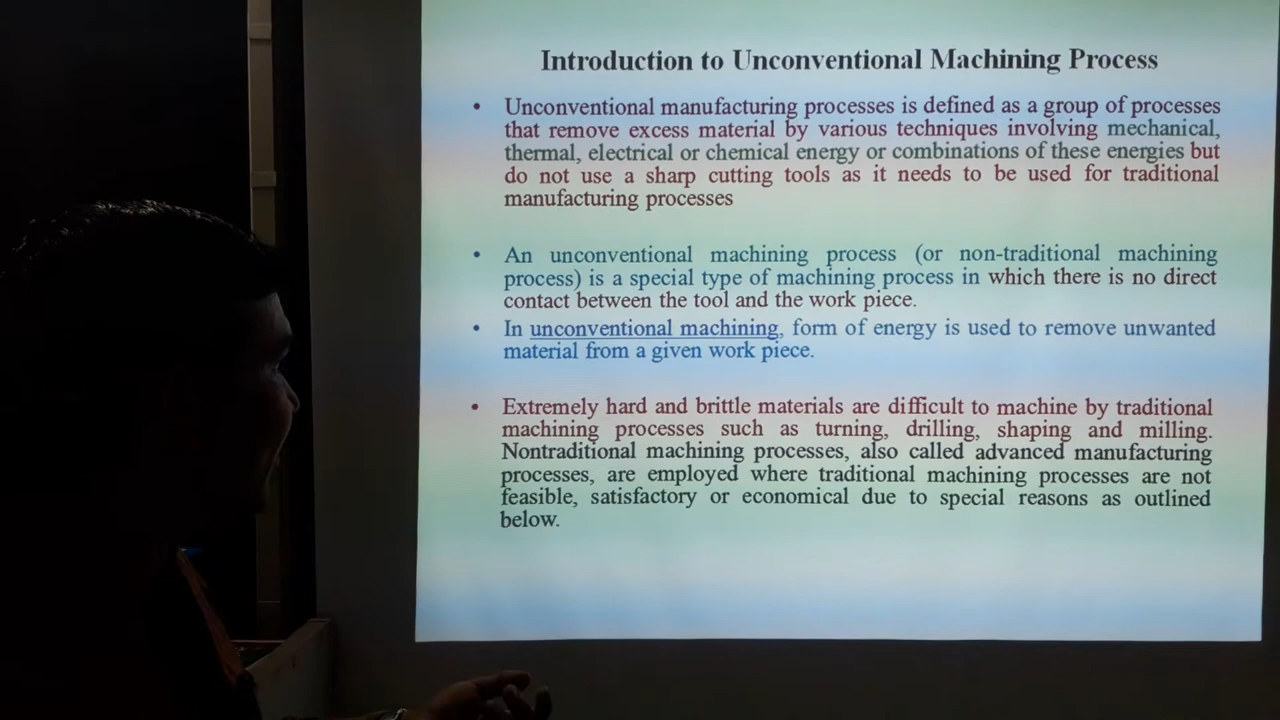 Introduction to Unconventional Machining Process
• Unconventional manufacturing processes is defined as a group of processes
that remove excess material by various techniques involving mechanical,
thermal, electrical or chemical energy or combinations of these energies but
do not use a sharp cutting tools as it needs to be used for traditional
manufacturing processes
• An unconventional machining process (or non-traditional machining
process) is a special type of machining process in which there is no direct
contact between the tool and the work piece.
• In unconventional machining, form of energy is used to remove unwanted
material from a given work piece.
• Extremely hard and brittle materials are difficult to machine by traditional
machining processes such as turning, drilling, shaping and milling.
Nontraditional machining processes, also called advanced manufacturing
processes, are employed where traditional machining processes are not
feasible, satisfactory or economical due to special reasons as outlined
below.